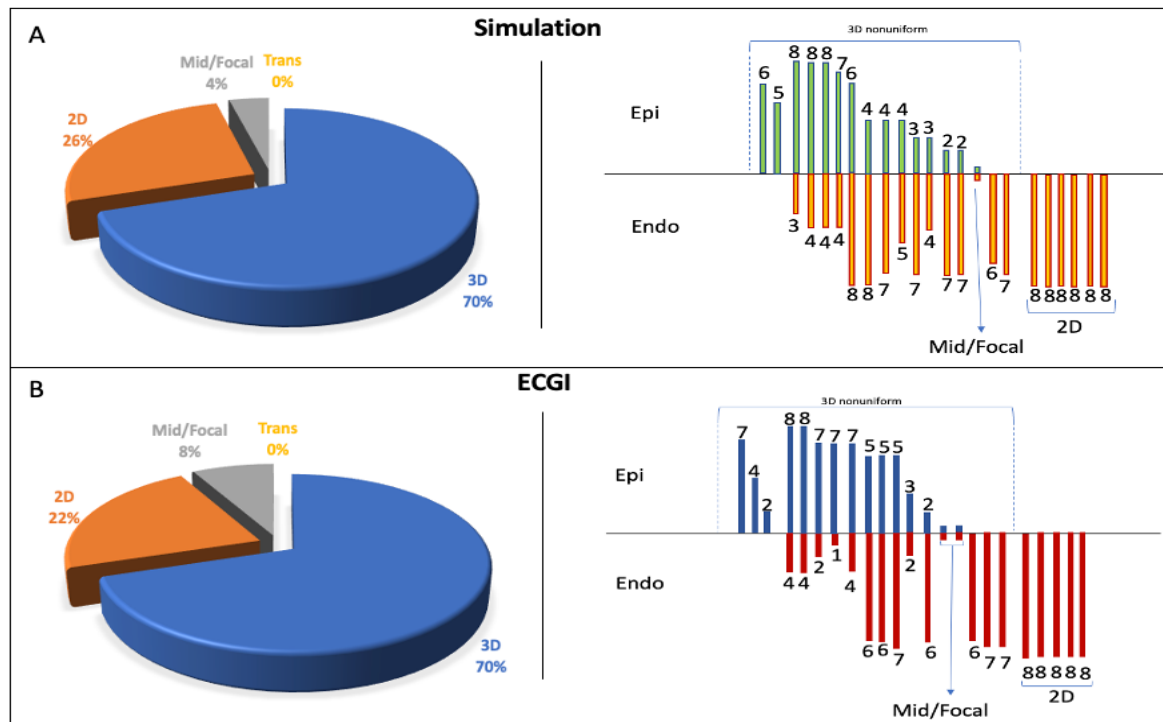 A
Simulation
Mid/Focal
4%
Trans
0%
2D
26%
3D
70%
3D nonuniform
Epi
6 5 8 8 8 7 6 4 4 4 3 3 2 2
Endo
3 4 4 4 8 8 7 5 7 4 7 7 6 7
8 8 8 8 8 8
2D
Mid/Focal
B
ECGI
Mid/Focal
8%
Trans
0%
2D
22%
3D
70%
3D nonuniform
Epi
7 4 2 8 8 7 7 7 5 5 5 3 2
Endo
4 4 2 1 4 6 6 7 2 6 6 7 7
8 8 8 8 8
2D
Mid/Focal